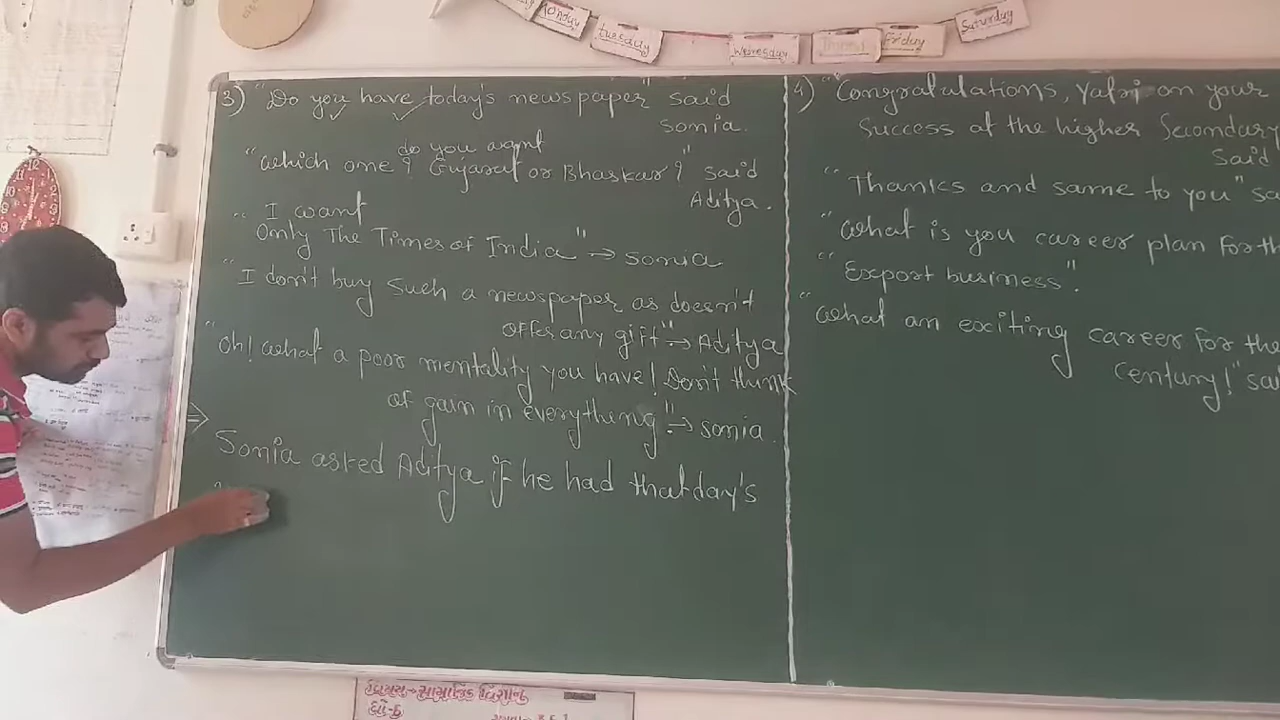 Monday
Tuesday
Wednesday
Friday
Saturday
3) "Do you have today's newspaper" said
sonia.
do you want
"which one ? Gujarat or Bhaskar ?" said
Aditya.
" I want
Only The Times of India" → sonia
"I don't buy such a newspaper as doesn't
offer any gift" → Aditya
"oh! what a poor mentality you have! Don't think
of gain in everything." → sonia.
⇒
Sonia asked Aditya if he had thatday's
4) "Congratulations, on your
Success at the higher Secondary
Said
"Thanks and same to you" sa
"what is you career plan for th
"Export business".
"what an exciting career for the
Century!" sa
વિષય→સામાજિક વિજ્ઞાન
ધો-૬